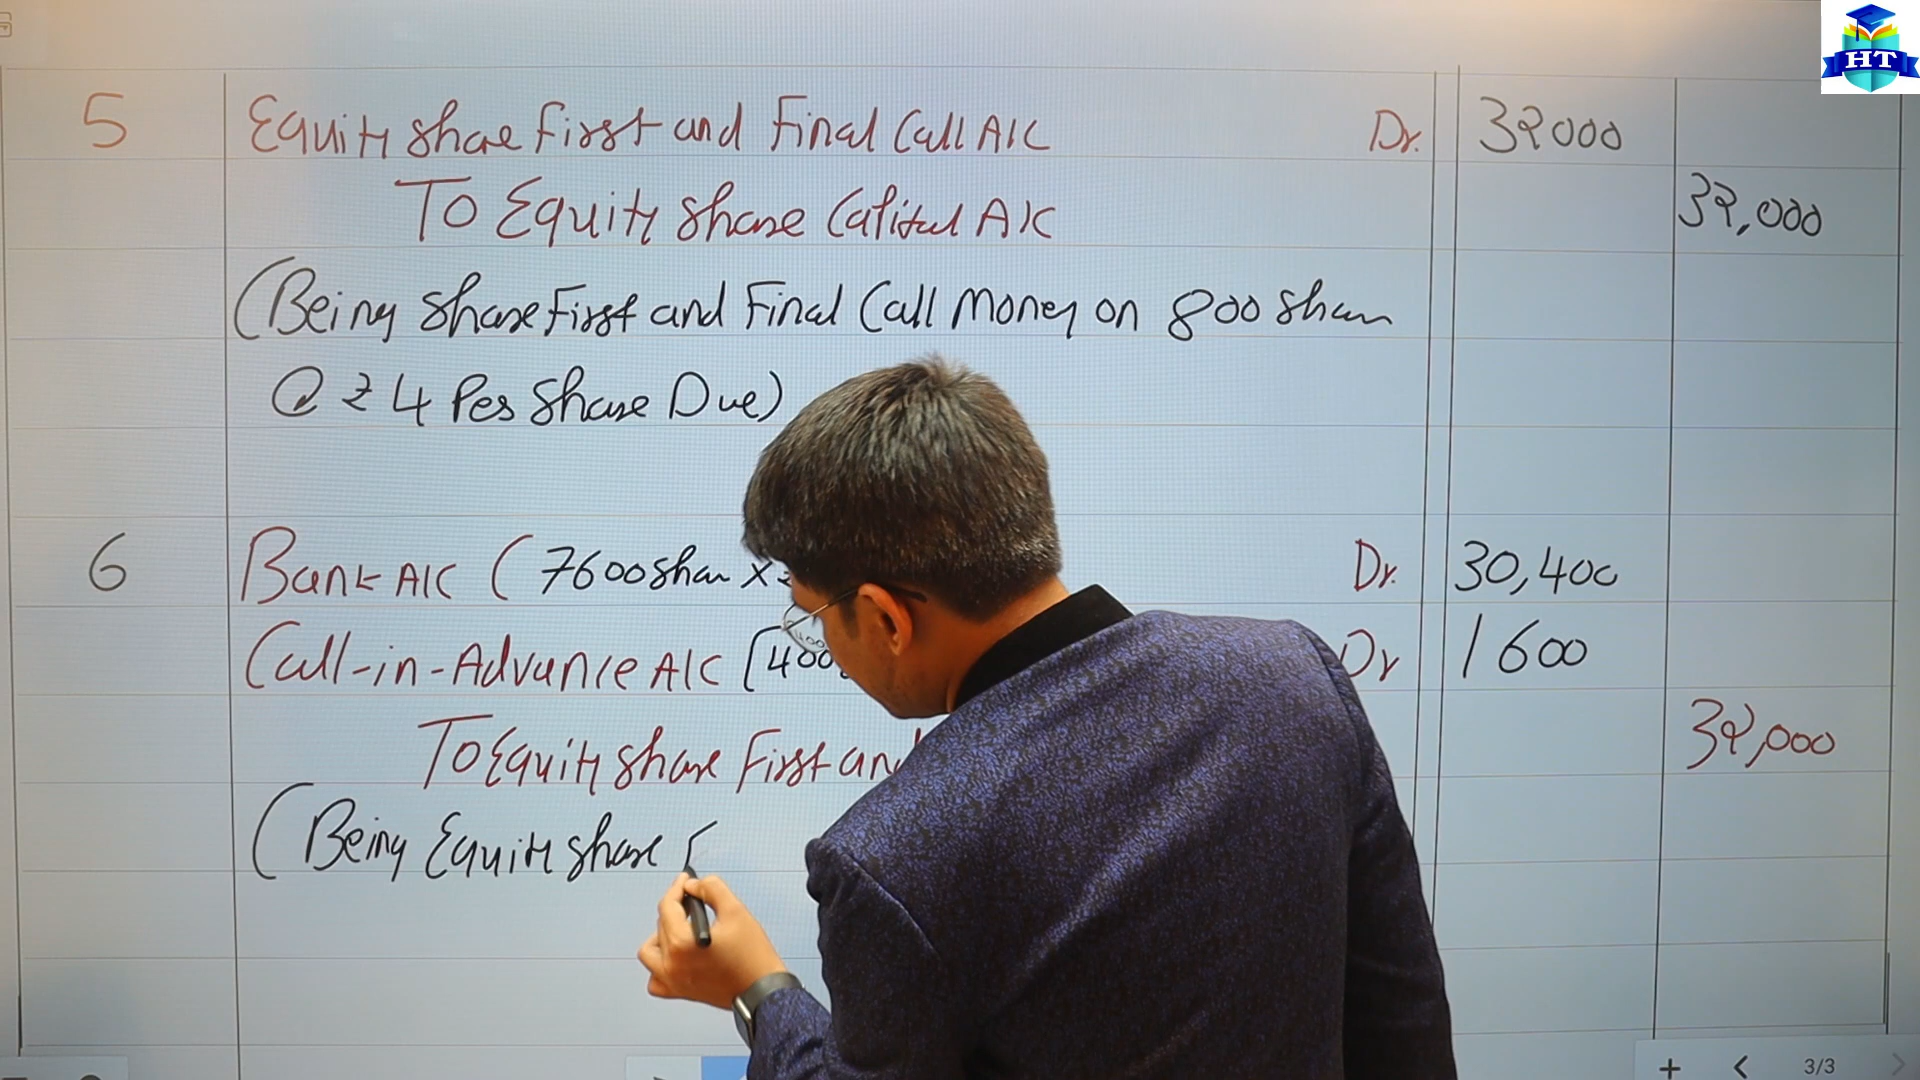 HT
5 Equity Share First and Final Call A/C Dr. 32000
To Equity Share Capital A/C 32,000
(Being Share First and Final Call Money on 800 Share
@ ₹ 4 Per Share Due)
6 Bank A/C (7600 Share × Dr. 30,400
Call-in-Advance A/C [400 Dr 1600
To Equity Share First and 32,000
(Being Equity Share
3/3